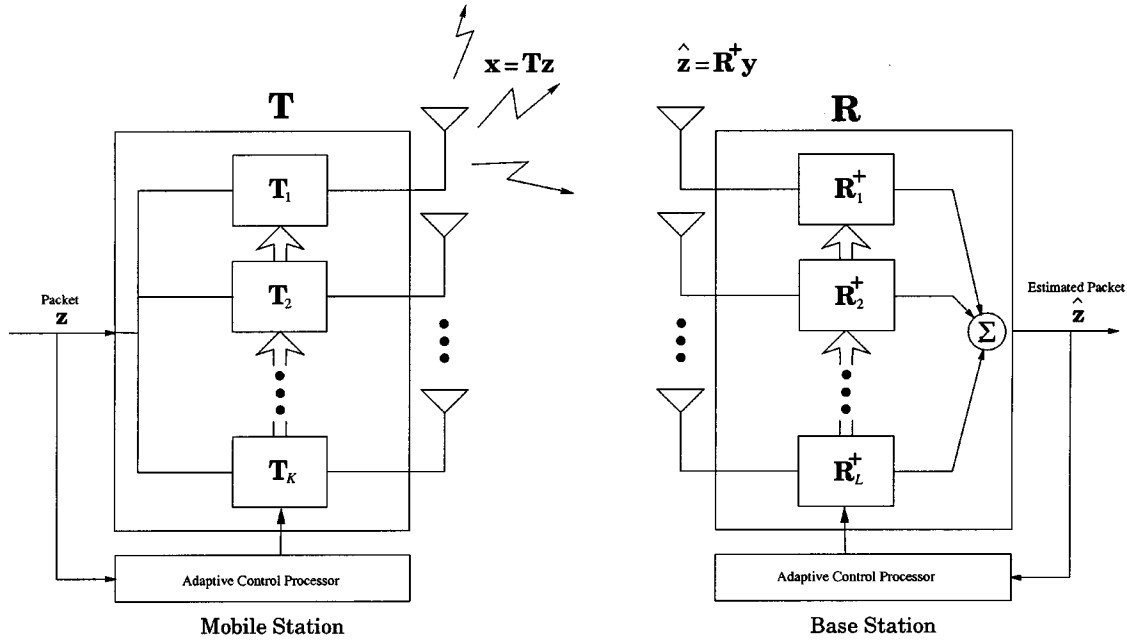 x = Tz
ẑ = R⁺y
T
R
T₁
R₁⁺
T₂
R₂⁺
Packet
z
Estimated Packet
ẑ
Σ
T_K
R_L⁺
Adaptive Control Processor
Adaptive Control Processor
Mobile Station
Base Station